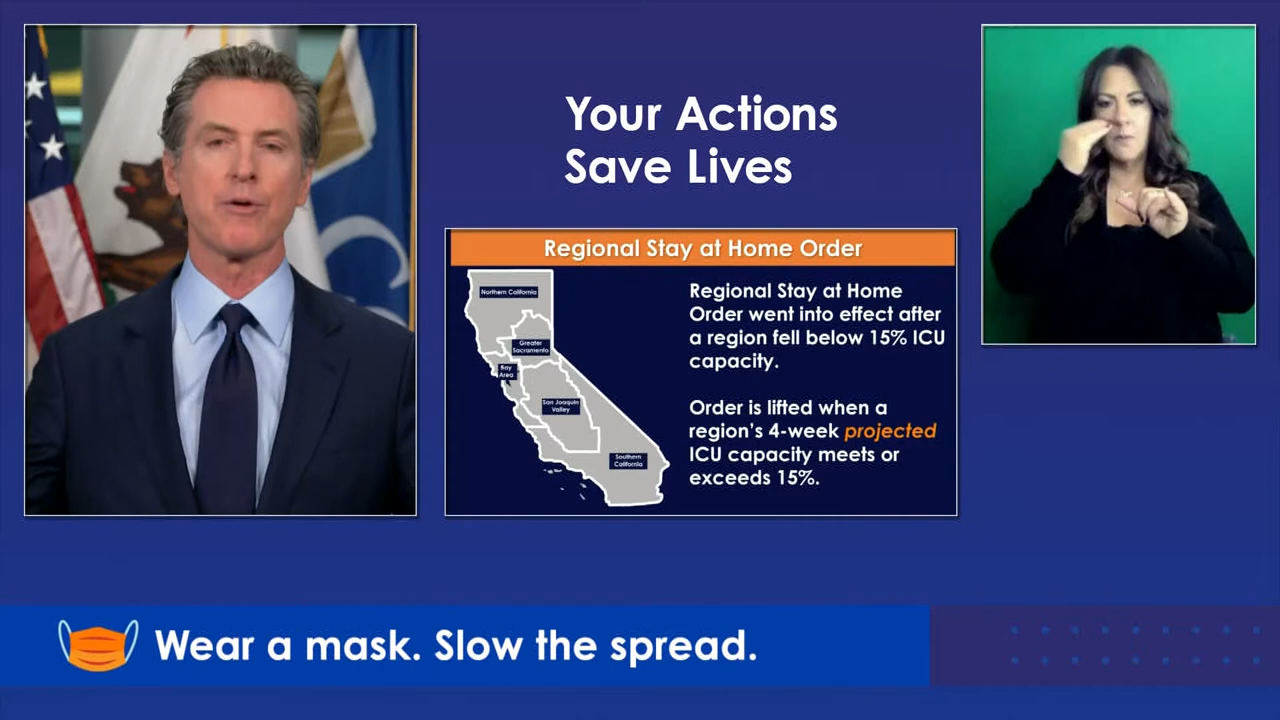 Your Actions
Save Lives
Regional Stay at Home Order
Northern California
Greater
Sacramento
Bay
Area
San Joaquin
Valley
Southern
California
Regional Stay at Home
Order went into effect after
a region fell below 15% ICU
capacity.
Order is lifted when a
region's 4-week projected
ICU capacity meets or
exceeds 15%.
Wear a mask. Slow the spread.